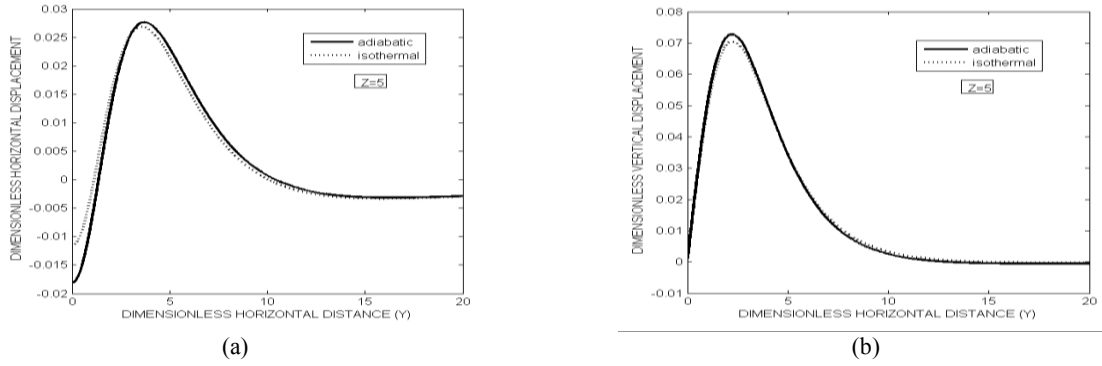 0.03
0.025
0.02
0.015
0.01
0.005
0
-0.005
-0.01
-0.015
-0.02
DIMENSIONLESS HORIZONTAL DISPLACEMENT
adiabatic
isothermal
Z=5
0 5 10 15 20
DIMENSIONLESS HORIZONTAL DISTANCE (Y)
(a)
0.08
0.07
0.06
0.05
0.04
0.03
0.02
0.01
0
-0.01
DIMENSIONLESS VERTICAL DISPLACEMENT
adiabatic
isothermal
Z=5
0 5 10 15 20
DIMENSIONLESS HORIZONTAL DISTANCE (Y)
(b)